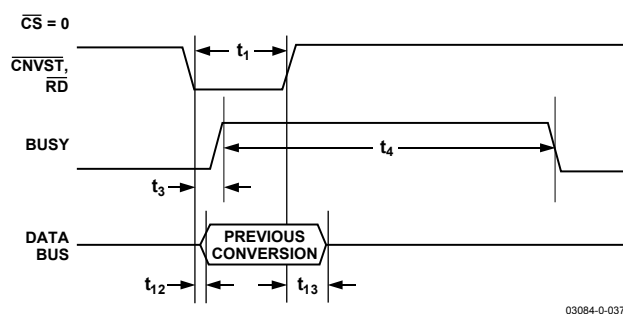 CS = 0
t1
CNVST,
RD
BUSY
t4
t3
DATA
BUS
PREVIOUS
CONVERSION
t12
t13
03084-0-037